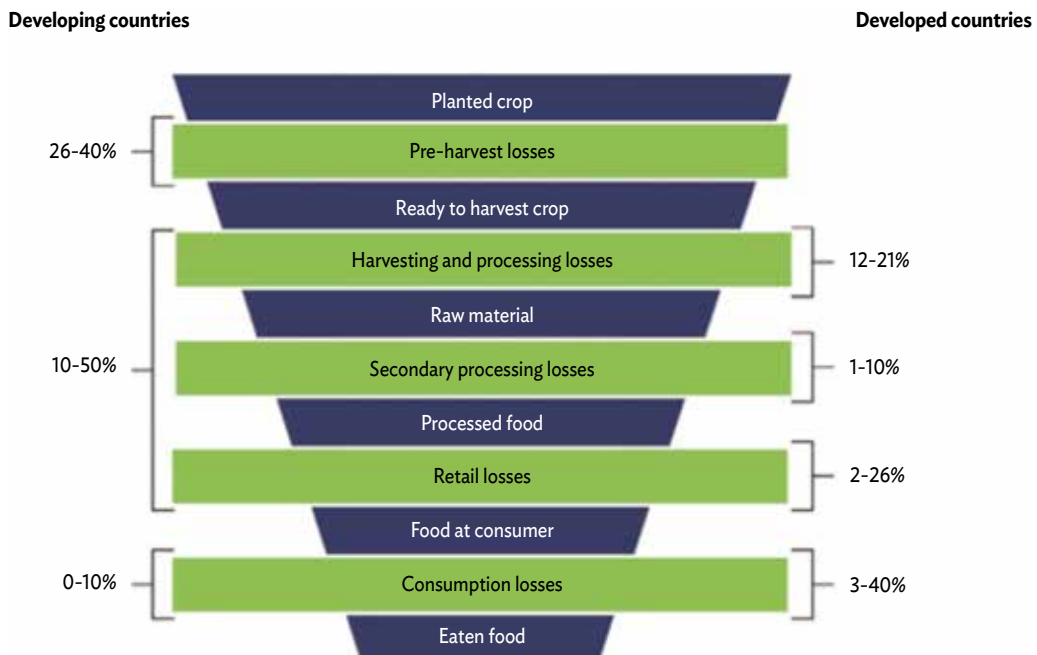 Developing countries
Developed countries
Planted crop
26-40%
Pre-harvest losses
Ready to harvest crop
Harvesting and processing losses
12-21%
Raw material
10-50%
Secondary processing losses
1-10%
Processed food
Retail losses
2-26%
Food at consumer
0-10%
Consumption losses
3-40%
Eaten food